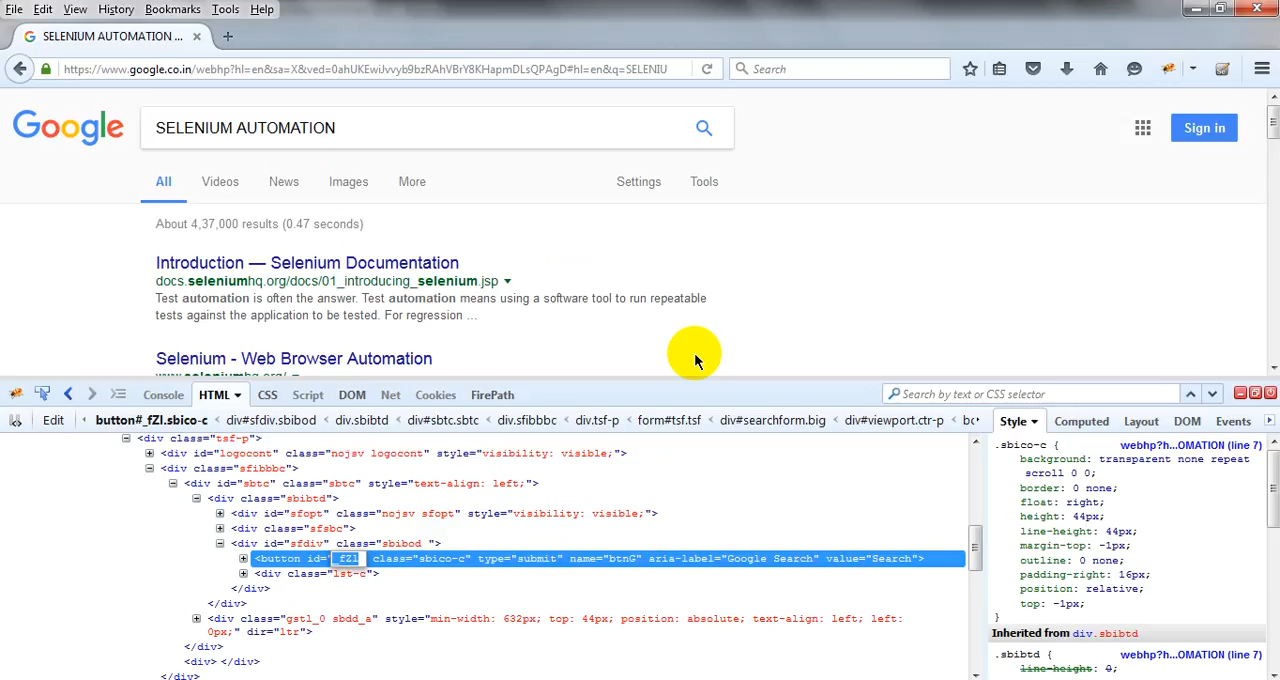 File Edit View History Bookmarks Tools Help
SELENIUM AUTOMATION ... × +
https://www.google.co.in/webhp?hl=en&sa=X&ved=0ahUKEwiJvvyb9bzRAhVBrY8KHapmDLsQPAgD#hl=en&q=SELENIU Search
Google SELENIUM AUTOMATION Sign in
All Videos News Images More Settings Tools
About 4,37,000 results (0.47 seconds)
Introduction — Selenium Documentation
docs.seleniumhq.org/docs/01_introducing_selenium.jsp
Test automation is often the answer. Test automation means using a software tool to run repeatable
tests against the application to be tested. For regression ...
Selenium - Web Browser Automation
Console HTML CSS Script DOM Net Cookies FirePath Search by text or CSS selector
Edit button#_fZl.sbico-c div#sfdiv.sbibod div.sbibtd div#sbtc.sbtc div.sfibbbc div.tsf-p form#tsf.tsf div#searchform.big div#viewport.ctr-p Style Computed Layout DOM Events
<div class="tsf-p">
<div id="logocont" class="nojsv logocont" style="visibility: visible;">
<div class="sfibbbc">
<div id="sbtc" class="sbtc" style="text-align: left;">
<div class="sbibtd">
<div id="sfopt" class="nojsv sfopt" style="visibility: visible;">
<div class="sfsbc">
<div id="sfdiv" class="sbibod ">
<button id="_fZl class="sbico-c" type="submit" name="btnG" aria-label="Google Search" value="Search">
<div class="lst-c">
</div>
</div>
<div class="gstl_0 sbdd_a" style="min-width: 632px; top: 44px; position: absolute; text-align: left; left:
0px;" dir="ltr">
</div>
<div> </div>
</div>
.sbico-c { webhp?h...OMATION (line 7)
background: transparent none repeat
scroll 0 0;
border: 0 none;
float: right;
height: 44px;
line-height: 44px;
margin-top: -1px;
outline: 0 none;
padding-right: 16px;
position: relative;
top: -1px;
}
Inherited from div.sbibtd
.sbibtd { webhp?h...OMATION (line 7)
line-height: 0;